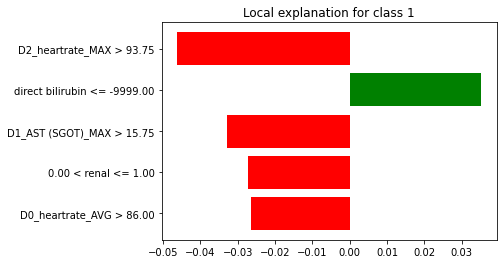 Local explanation for class 1
D2_heartrate_MAX > 93.75
direct bilirubin <= -9999.00
D1_AST (SGOT)_MAX > 15.75
0.00 < renal <= 1.00
D0_heartrate_AVG > 86.00
−0.05 −0.04 −0.03 −0.02 −0.01 0.00 0.01 0.02 0.03